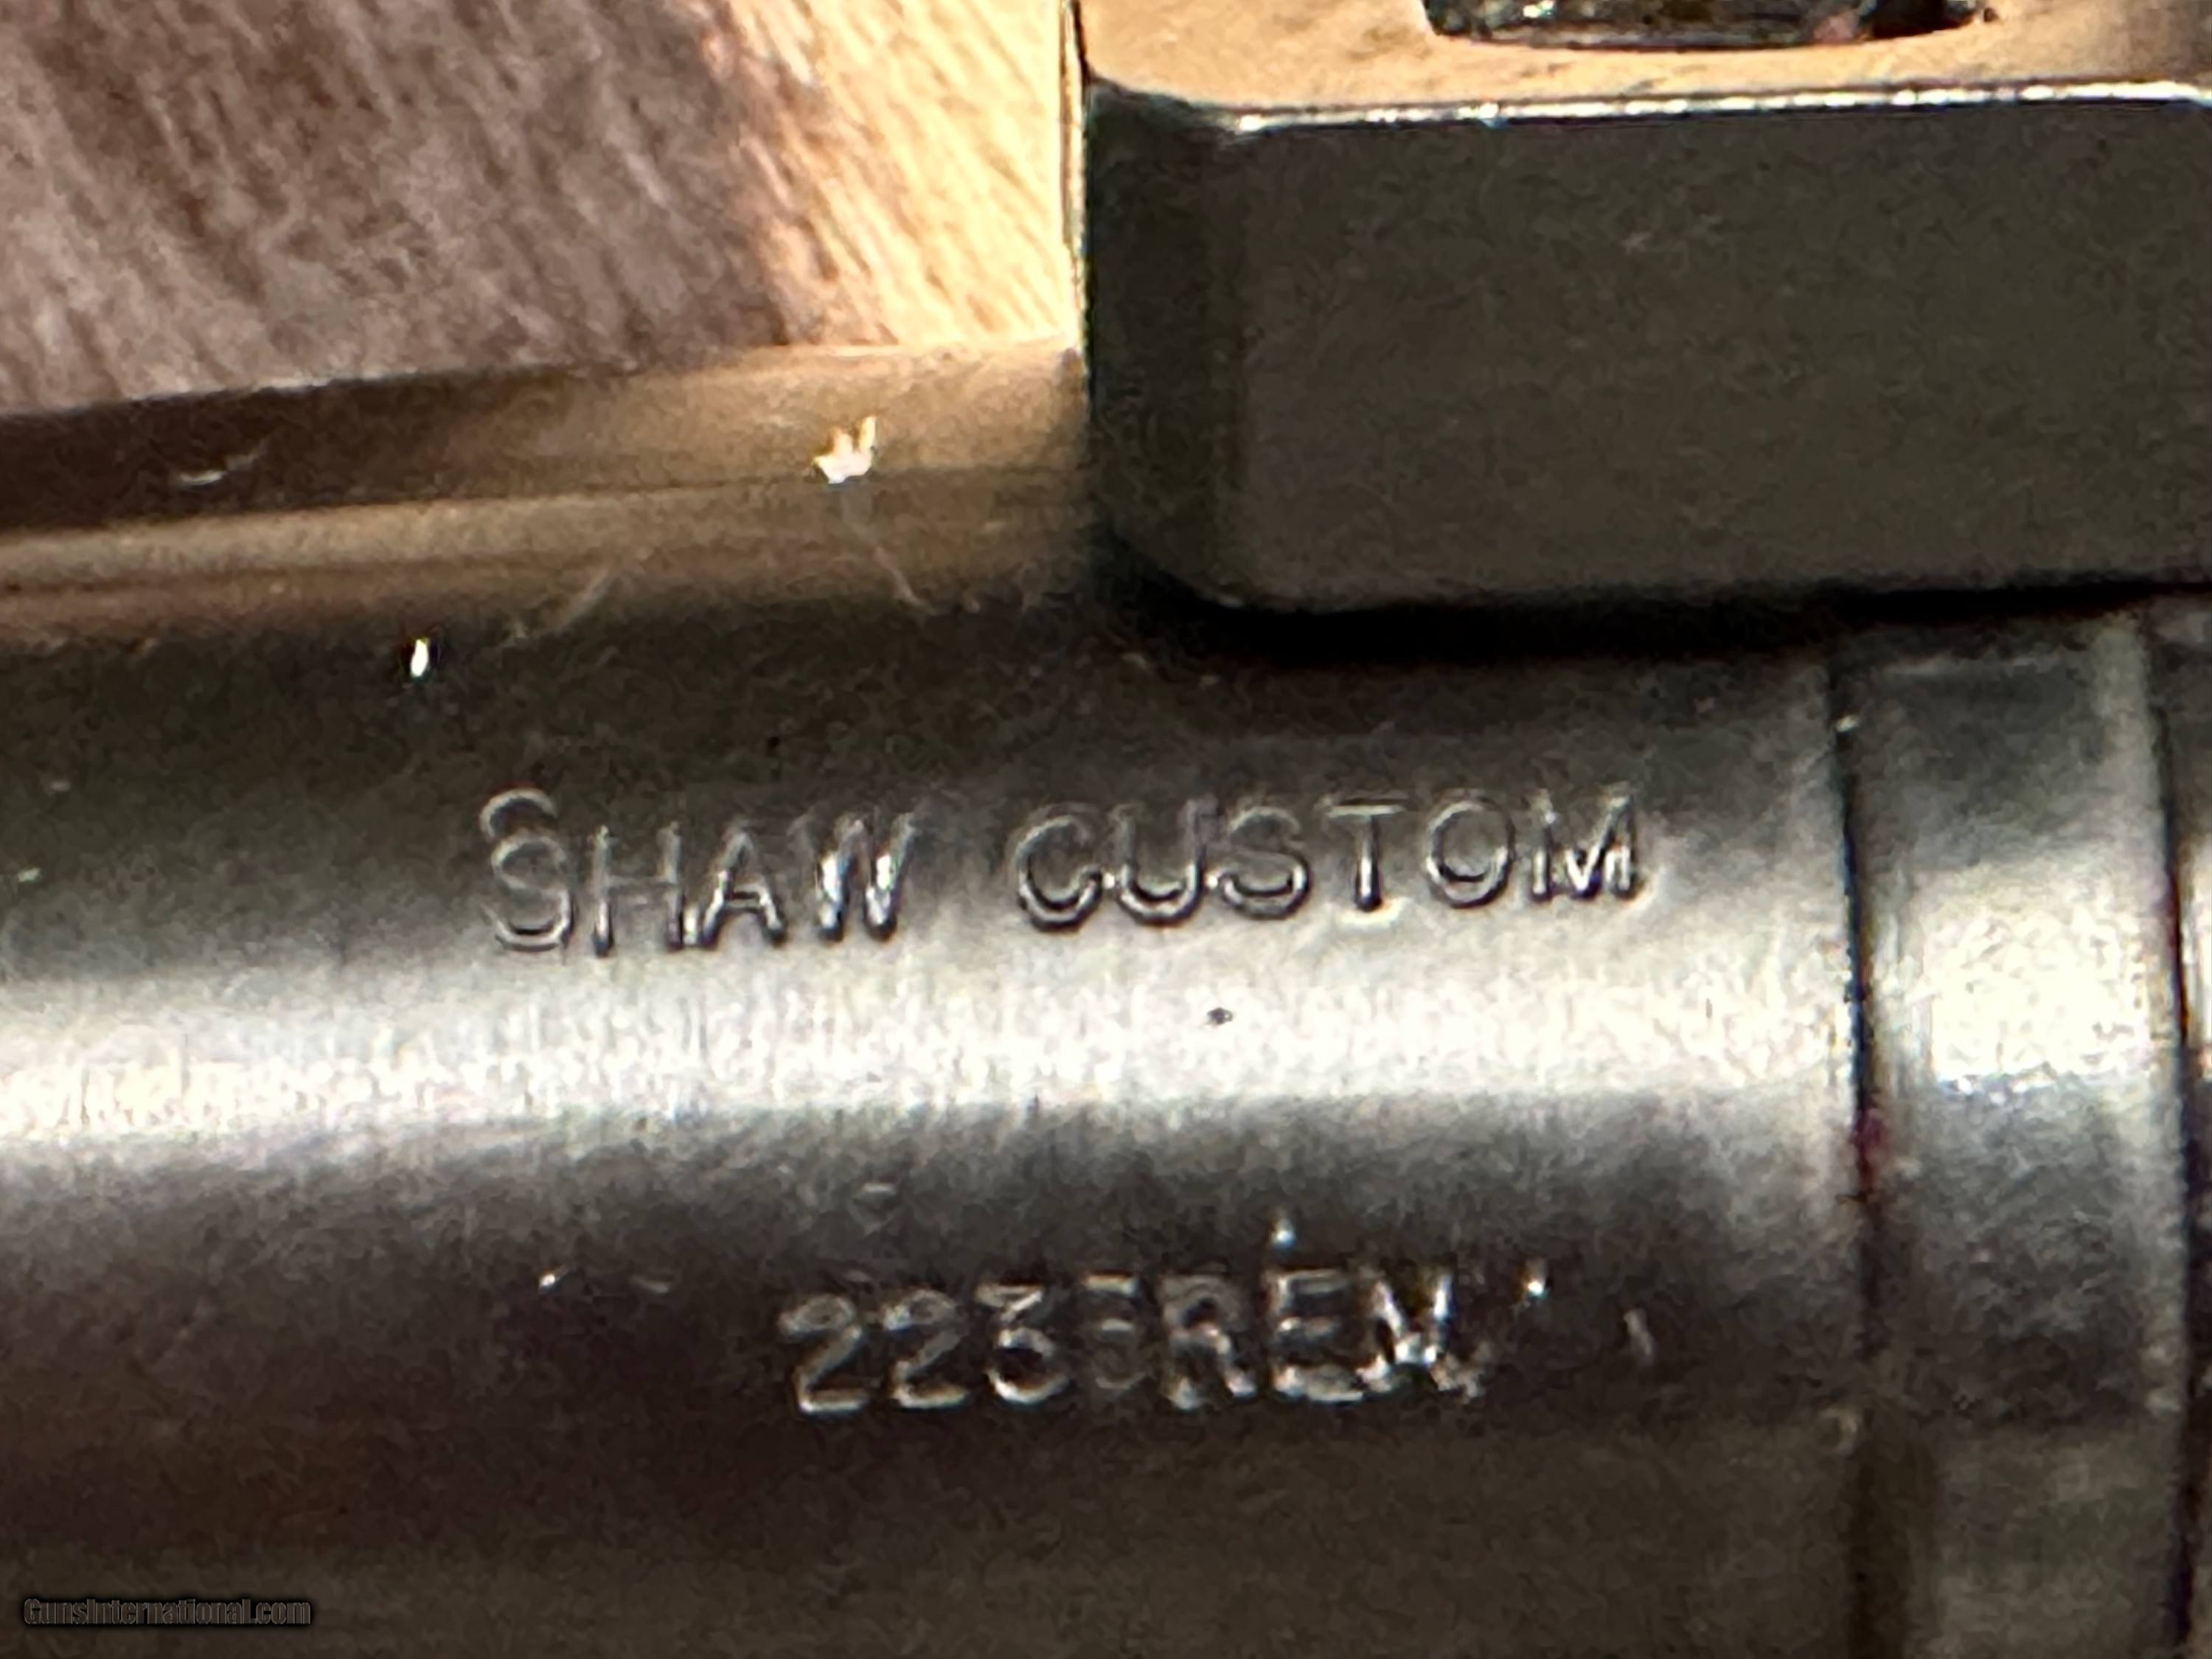 SHAW CUSTOM
223 REM
GunsInternational.com